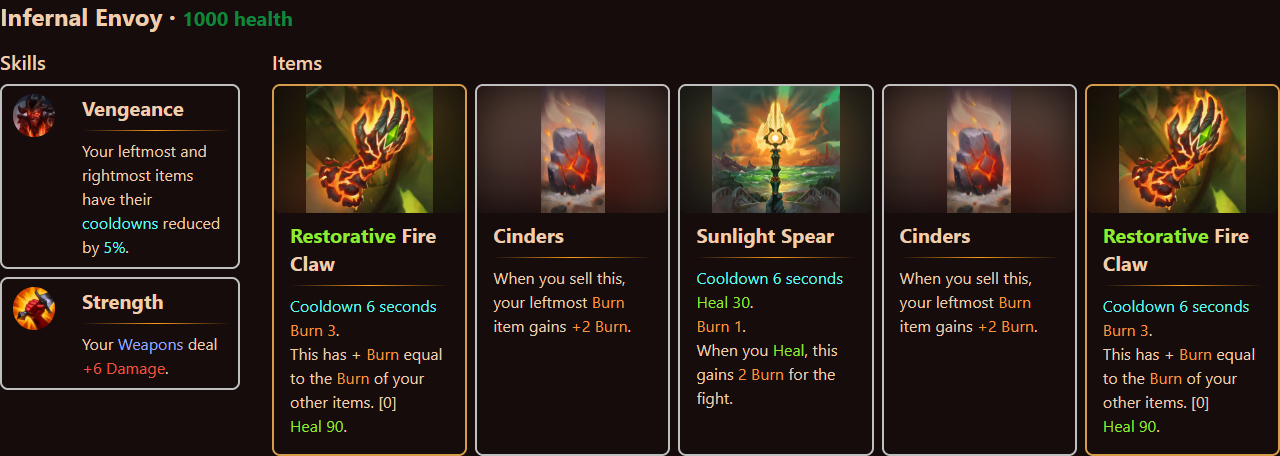 Infernal Envoy · 1000 health
Skills
Vengeance
Your leftmost and
rightmost items
have their
cooldowns reduced
by 5%.
Strength
Your Weapons deal
+6 Damage.
Items
Restorative Fire
Claw
Cooldown 6 seconds
Burn 3.
This has + Burn equal
to the Burn of your
other items. [0]
Heal 90.
Cinders
When you sell this,
your leftmost Burn
item gains +2 Burn.
Sunlight Spear
Cooldown 6 seconds
Heal 30.
Burn 1.
When you Heal, this
gains 2 Burn for the
fight.
Cinders
When you sell this,
your leftmost Burn
item gains +2 Burn.
Restorative Fire
Claw
Cooldown 6 seconds
Burn 3.
This has + Burn equal
to the Burn of your
other items. [0]
Heal 90.